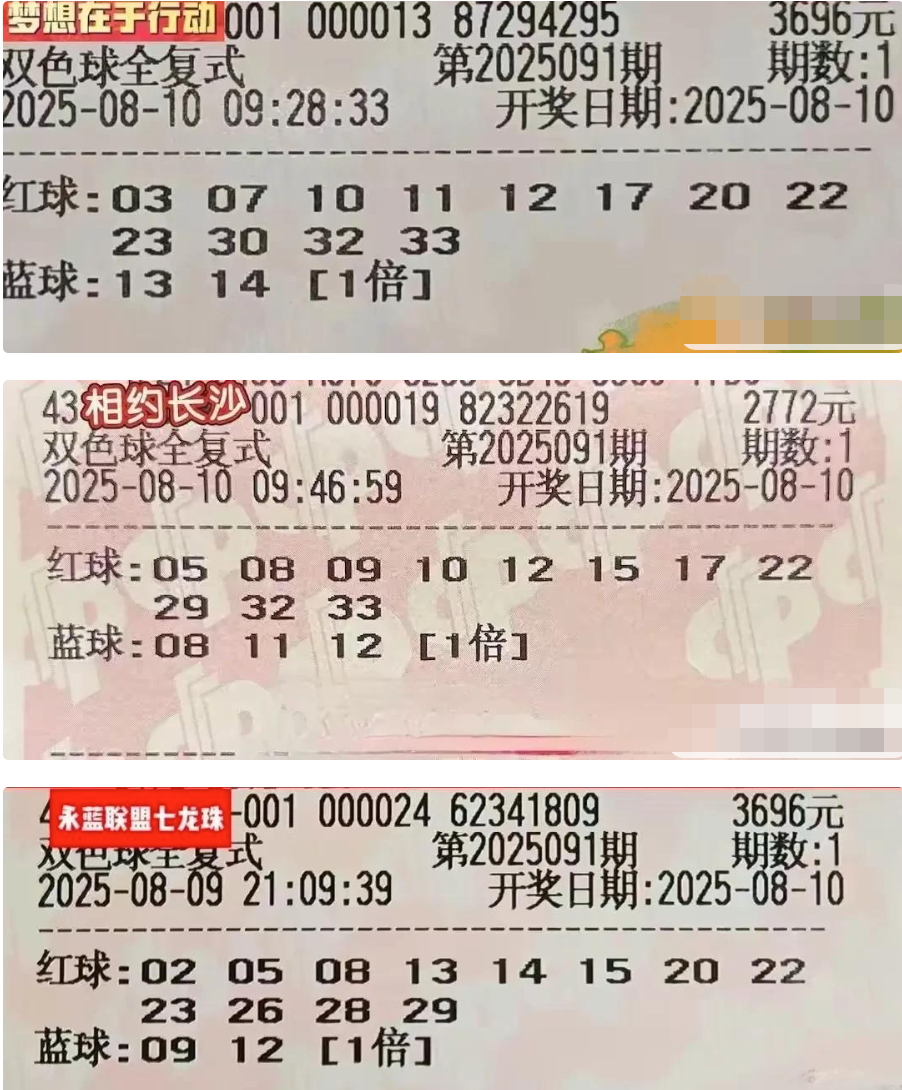 梦想在于行动001 000013 87294295 3696元
双色球全复式 第2025091期 期数:1
2025-08-10 09:28:33 开奖日期:2025-08-10
红球:03 07 10 11 12 17 20 22
23 30 32 33
蓝球:13 14 [1倍]
43相约长沙001 000019 82322619 2772元
双色球全复式 第2025091期 期数:1
2025-08-10 09:46:59 开奖日期:2025-08-10
红球:05 08 09 10 12 15 17 22
29 32 33
蓝球:08 11 12 [1倍]
4永蓝联盟七龙珠-001 000024 62341809 3696元
双色球全复式 第2025091期 期数:1
2025-08-09 21:09:39 开奖日期:2025-08-10
红球:02 05 08 13 14 15 20 22
23 26 28 29
蓝球:09 12 [1倍]